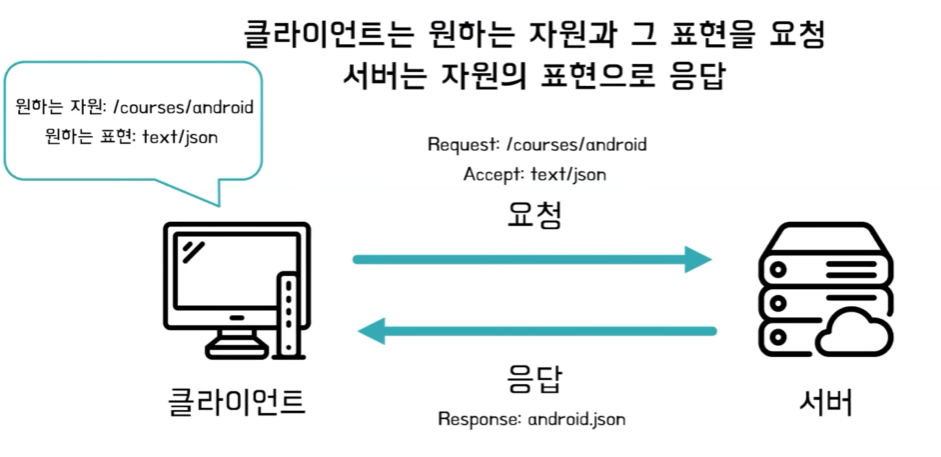 클라이언트는 원하는 자원과 그 표현을 요청
서버는 자원의 표현으로 응답
원하는 자원: /courses/android
원하는 표현: text/json
Request: /courses/android
Accept: text/json
요청
응답
Response: android.json
클라이언트
서버